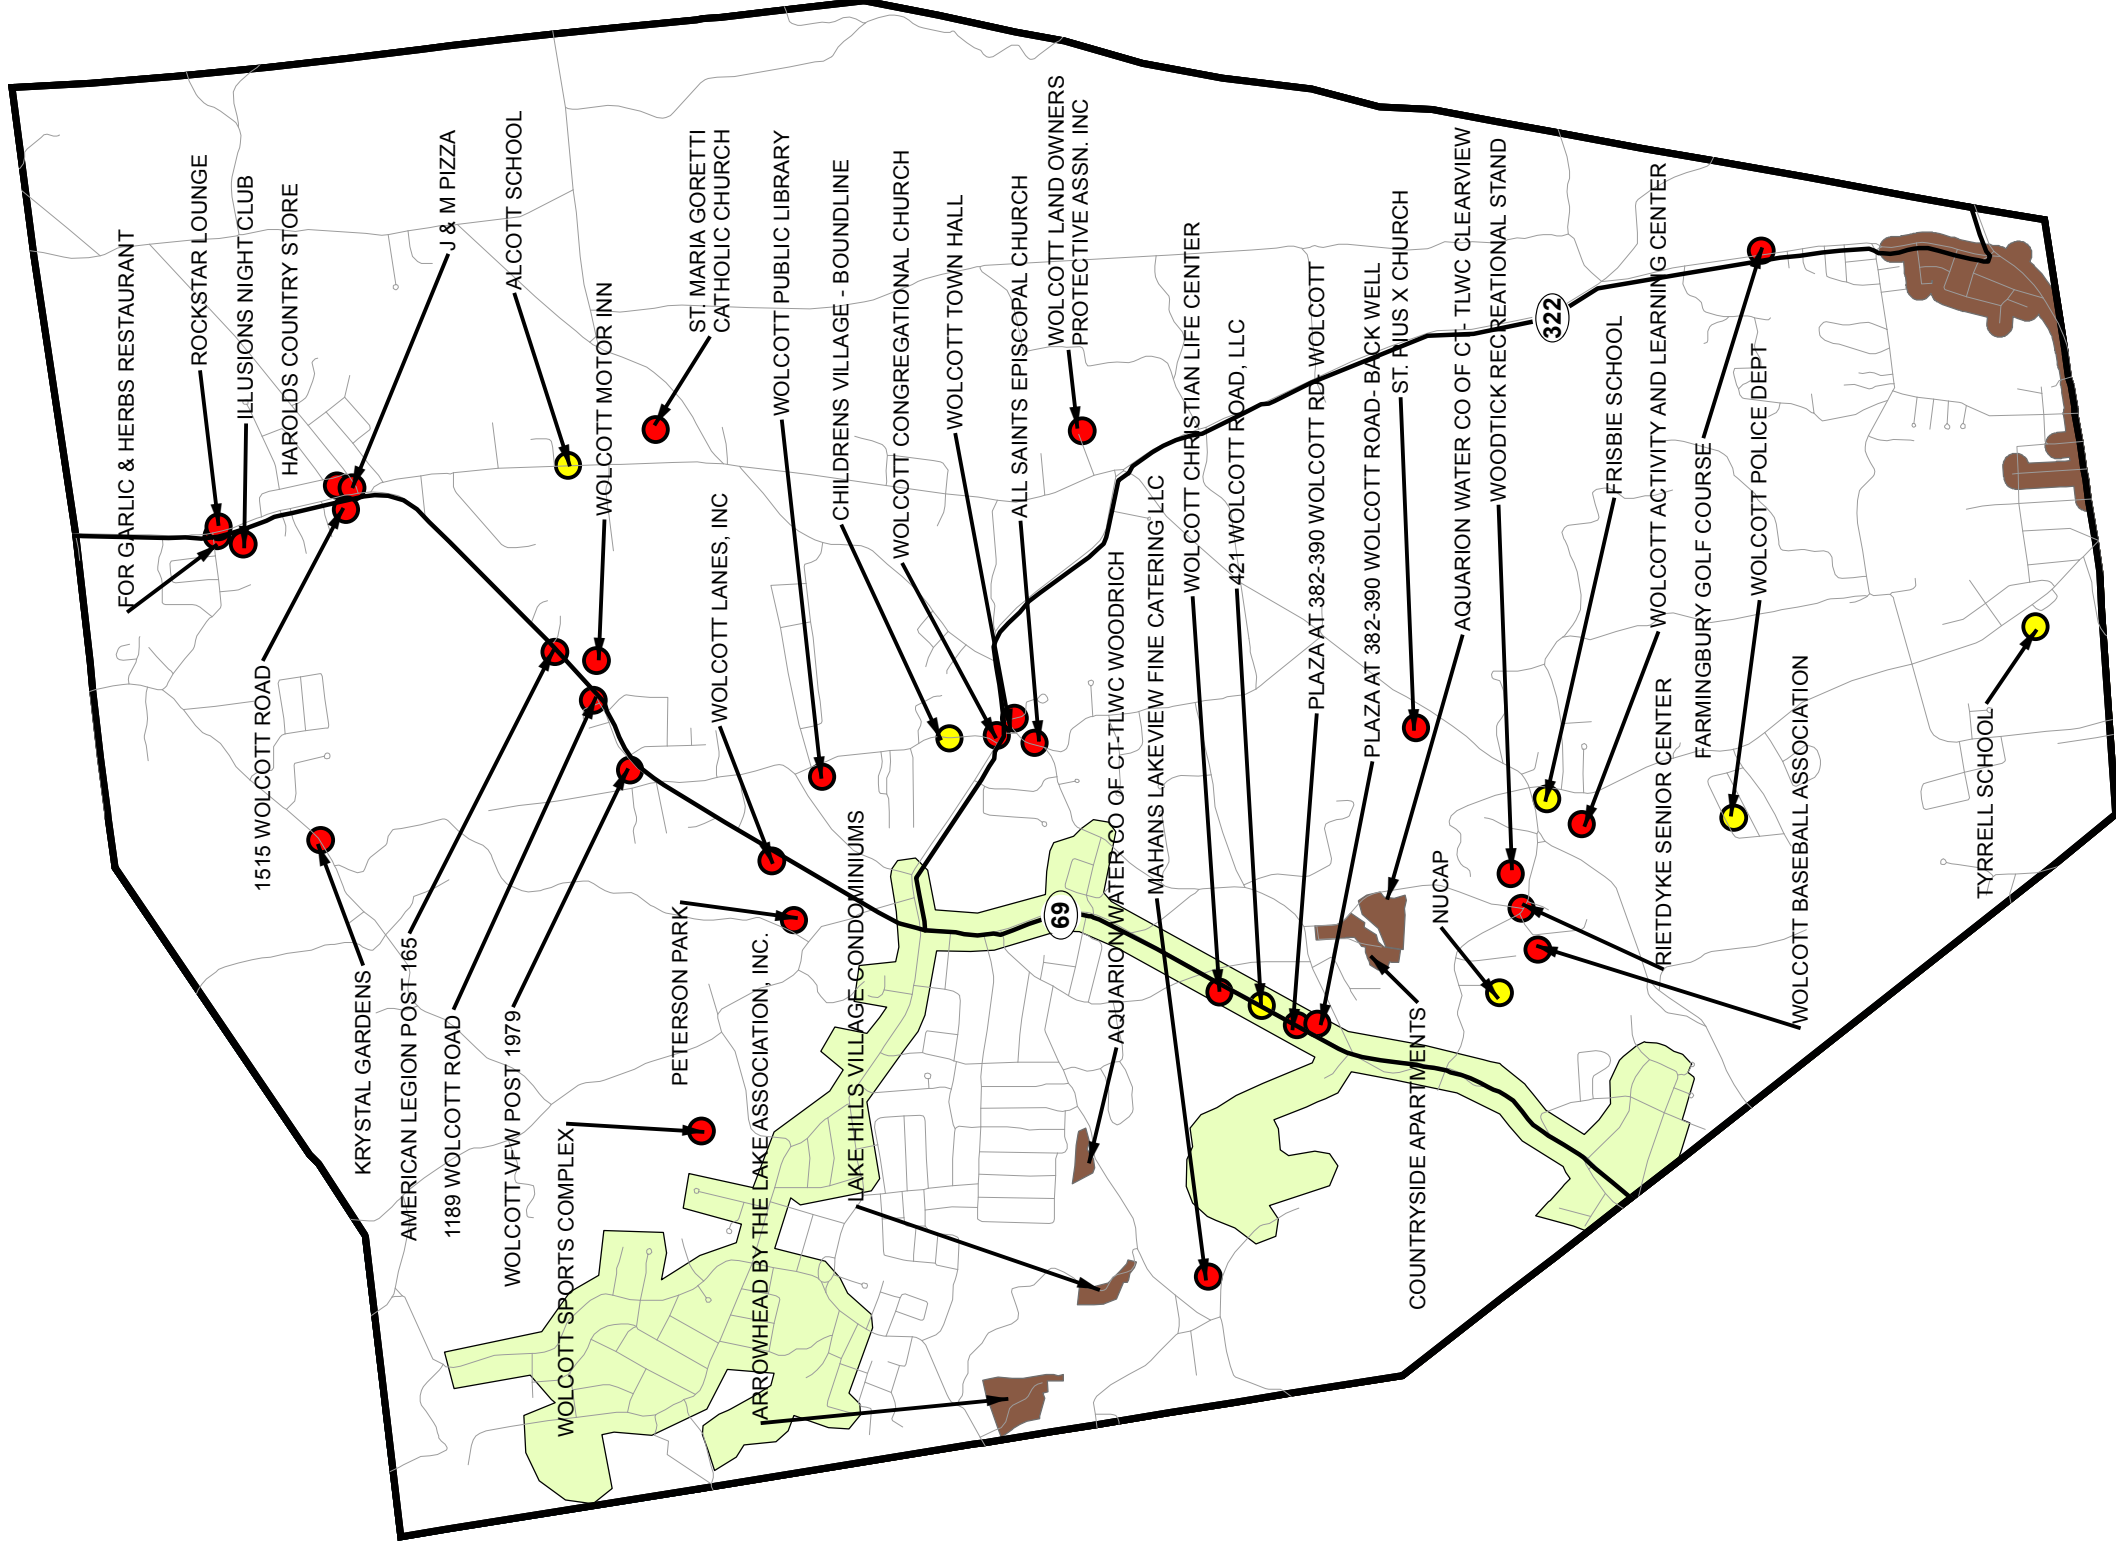 FOR GARLIC & HERBS RESTAURANT
ROCKSTAR LOUNGE
ILLUSIONS NIGHT CLUB
HAROLDS COUNTRY STORE
J & M PIZZA
ALCOTT SCHOOL
WOLCOTT MOTOR INN
ST. MARIA GORETTI
CATHOLIC CHURCH
WOLCOTT PUBLIC LIBRARY
CHILDRENS VILLAGE - BOUNDLINE
WOLCOTT CONGREGATIONAL CHURCH
WOLCOTT TOWN HALL
ALL SAINTS EPISCOPAL CHURCH
WOLCOTT LAND OWNERS
PROTECTIVE ASSN. INC
WOLCOTT CHRISTIAN LIFE CENTER
421 WOLCOTT ROAD, LLC
PLAZA AT 382-390 WOLCOTT RD- WOLCOTT
PLAZA AT 382-390 WOLCOTT ROAD- BACK WELL
ST. PIUS X CHURCH
AQUARION WATER CO OF CT- TLWC CLEARVIEW
WOODTICK RECREATIONAL STAND
322
FRISBIE SCHOOL
WOLCOTT ACTIVITY AND LEARNING CENTER
FARMINGBURY GOLF COURSE
WOLCOTT POLICE DEPT
1515 WOLCOTT ROAD
WOLCOTT LANES, INC
AQUARION WATER CO OF CT-TLWC WOODRICH
MAHANS LAKEVIEW FINE CATERING LLC
RIETDYKE SENIOR CENTER
WOLCOTT BASEBALL ASSOCIATION
TYRRELL SCHOOL
NUCAP
69
KRYSTAL GARDENS
AMERICAN LEGION POST 165
1189 WOLCOTT ROAD
WOLCOTT VFW POST 1979
WOLCOTT SPORTS COMPLEX
PETERSON PARK
ARROWHEAD BY THE LAKE ASSOCIATION, INC.
LAKE HILLS VILLAGE CONDOMINIUMS
COUNTRYSIDE APARTMENTS